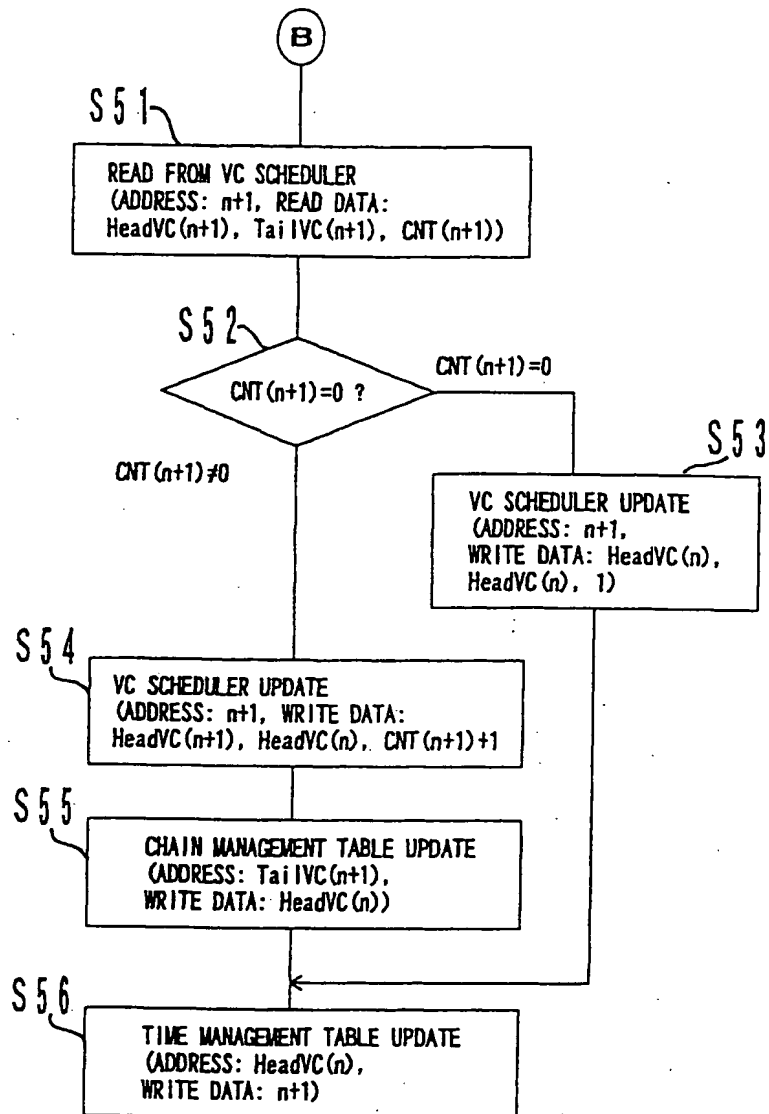 B
S51
READ FROM VC SCHEDULER
(ADDRESS: n+1, READ DATA:
HeadVC(n+1), TailVC(n+1), CNT(n+1))
S52
CNT(n+1)=0 ?
CNT(n+1)=0
CNT(n+1)≠0
S53
VC SCHEDULER UPDATE
(ADDRESS: n+1,
WRITE DATA: HeadVC(n),
HeadVC(n), 1)
S54
VC SCHEDULER UPDATE
(ADDRESS: n+1, WRITE DATA:
HeadVC(n+1), HeadVC(n), CNT(n+1)+1
S55
CHAIN MANAGEMENT TABLE UPDATE
(ADDRESS: TailVC(n+1),
WRITE DATA: HeadVC(n))
S56
TIME MANAGEMENT TABLE UPDATE
(ADDRESS: HeadVC(n),
WRITE DATA: n+1)